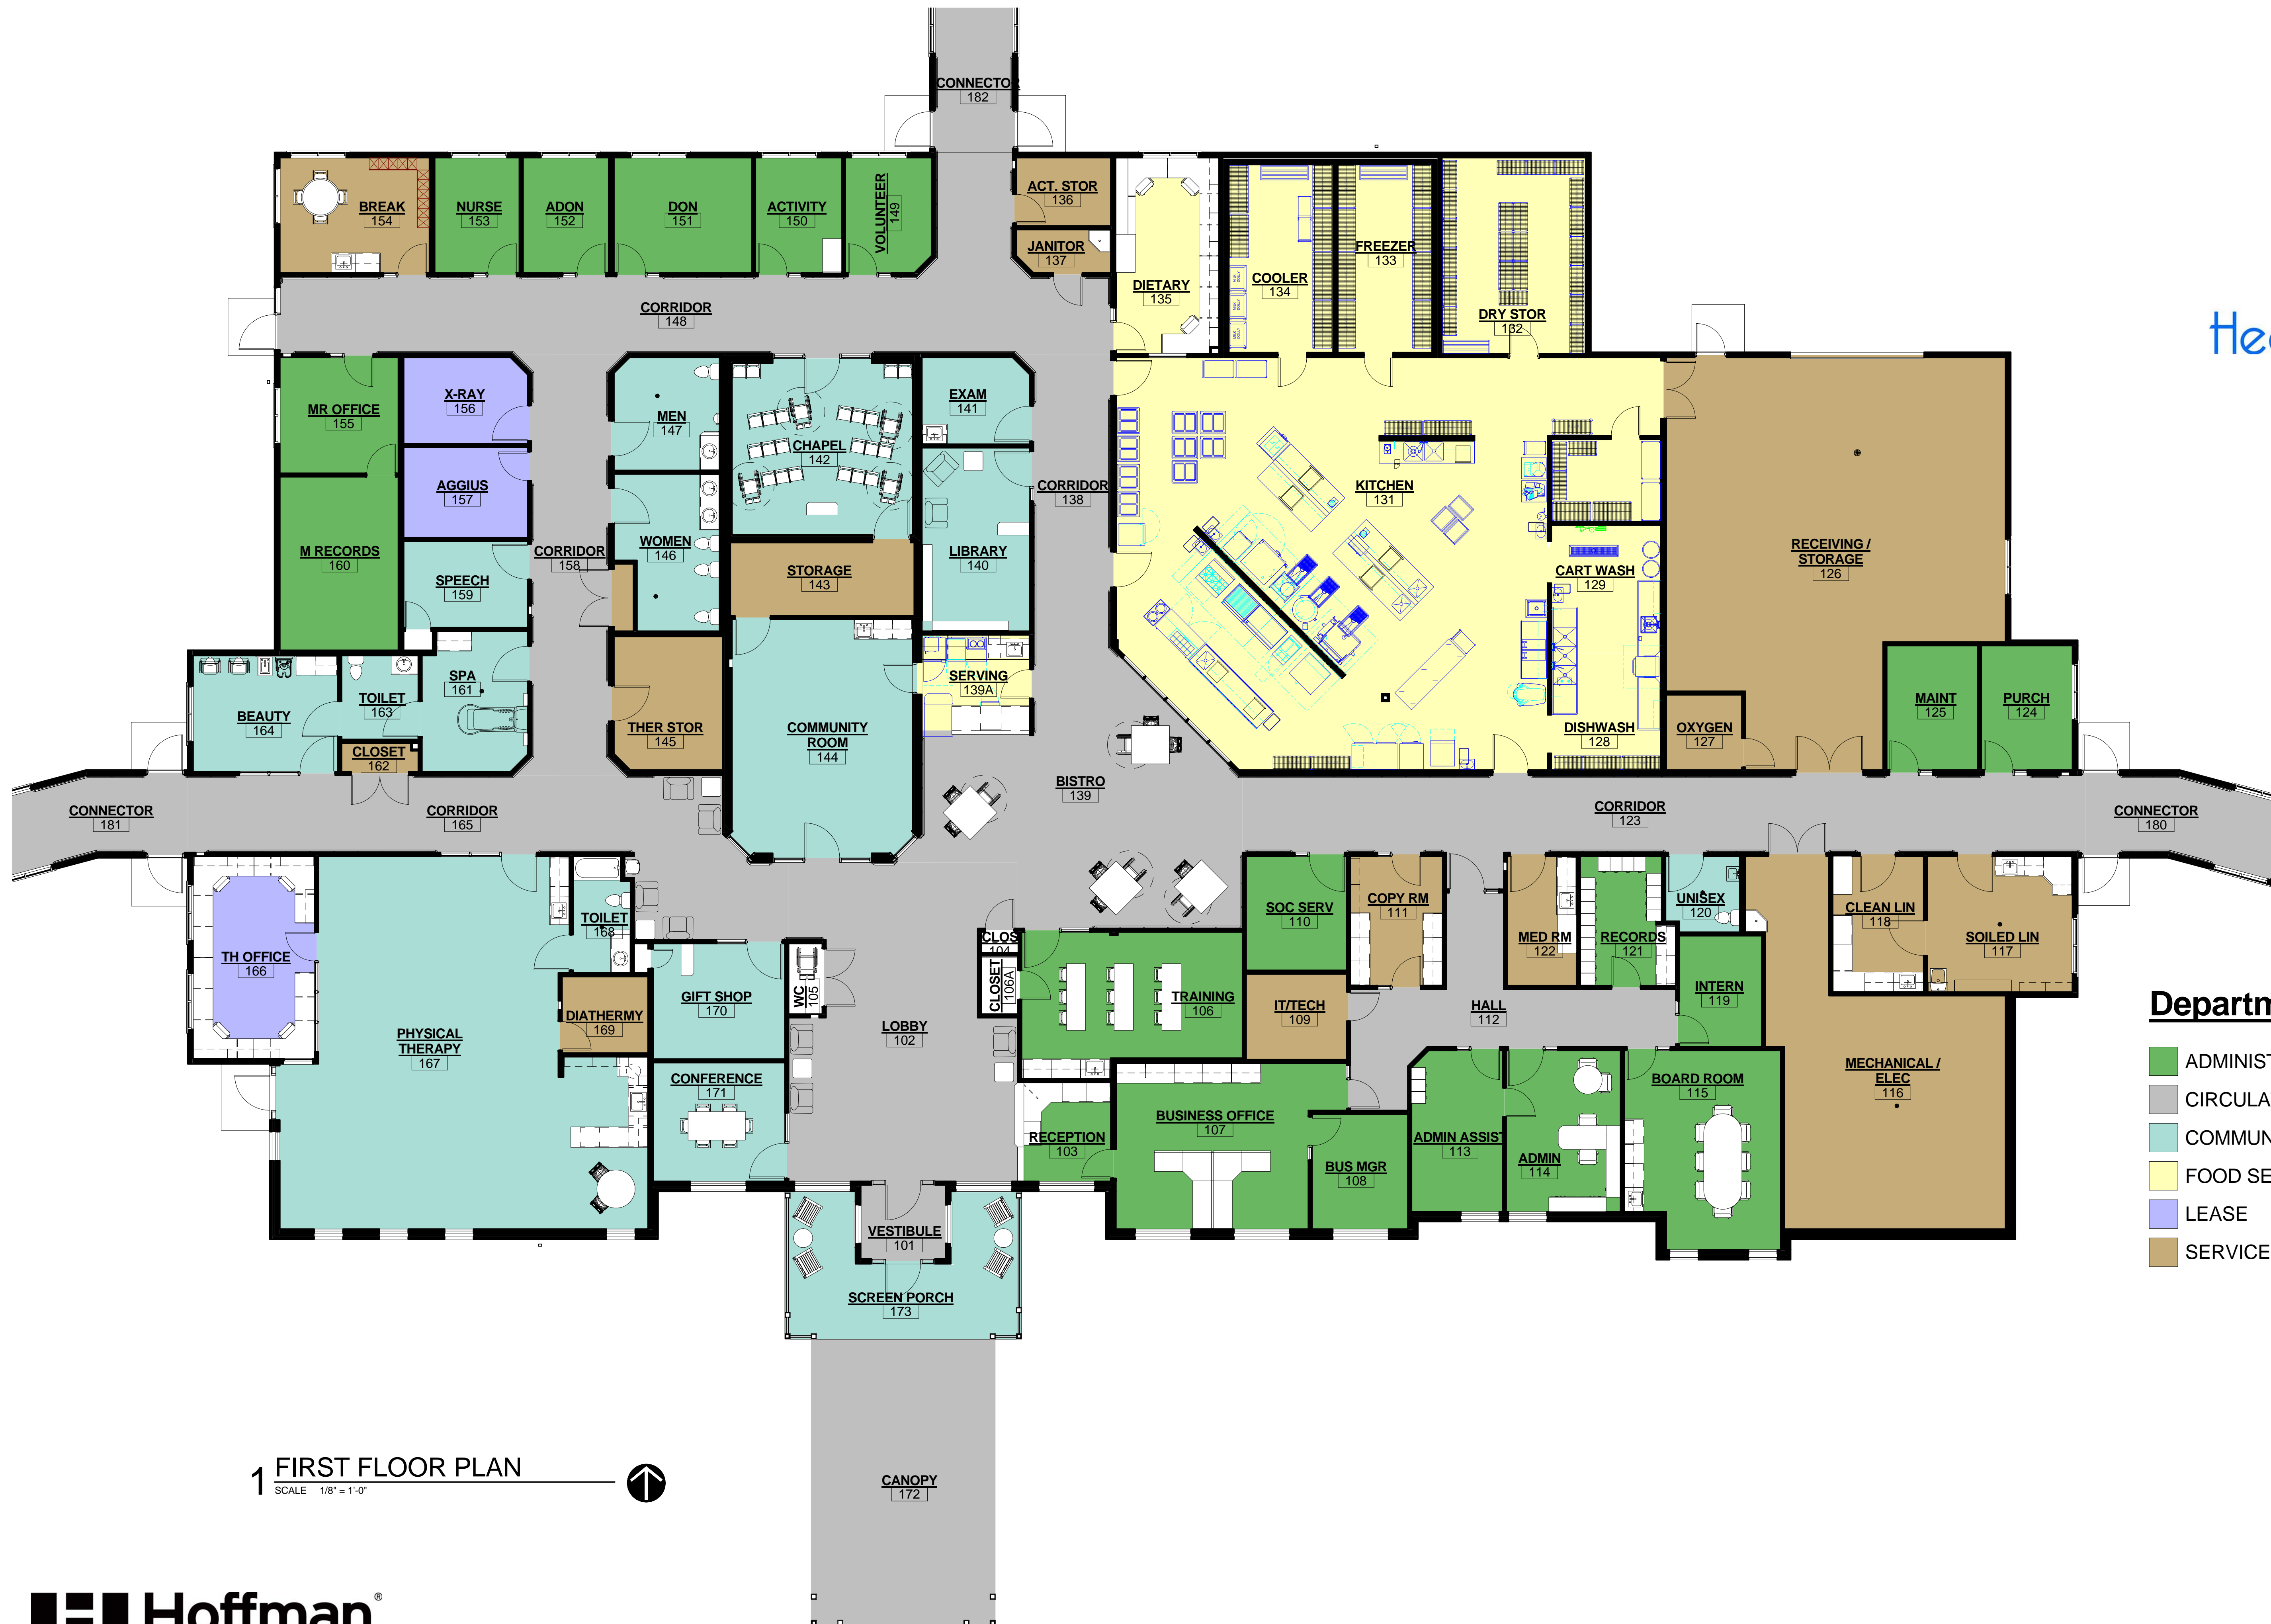 CONNECTOR
182
BREAK
154
NURSE
153
ADON
152
DON
151
ACTIVITY
150
VOLUNTEER
149
ACT. STOR
136
JANITOR
137
DIETARY
135
COOLER
134
FREEZER
133
DRY STOR
132
CORRIDOR
148
MR OFFICE
155
X-RAY
156
MEN
147
CHAPEL
142
EXAM
141
AGGIUS
157
CORRIDOR
138
KITCHEN
131
M RECORDS
160
SPEECH
159
CORRIDOR
158
WOMEN
146
STORAGE
143
LIBRARY
140
CART WASH
129
RECEIVING /
STORAGE
126
SPA
161
TOILET
163
BEAUTY
164
CLOSET
162
THER STOR
145
COMMUNITY
ROOM
144
SERVING
139A
DISHWASH
128
OXYGEN
127
MAINT
125
PURCH
124
BISTRO
139
CONNECTOR
181
CORRIDOR
165
CORRIDOR
123
CONNECTOR
180
TH OFFICE
166
PHYSICAL
THERAPY
167
TOILET
168
DIATHERMY
169
GIFT SHOP
170
CONFERENCE
171
WC
105
LOBBY
102
CLOS
104
CLOSET
106A
TRAINING
106
SOC SERV
110
IT/TECH
109
COPY RM
111
HALL
112
MED RM
122
RECORDS
121
UNISEX
120
INTERN
119
CLEAN LIN
118
SOILED LIN
117
MECHANICAL /
ELEC
116
RECEPTION
103
BUSINESS OFFICE
107
BUS MGR
108
ADMIN ASSIST
113
ADMIN
114
BOARD ROOM
115
VESTIBULE
101
SCREEN PORCH
173
CANOPY
172
Hea
Departm
ADMINIST
CIRCULA
COMMUN
FOOD SE
LEASE
SERVICE
1 FIRST FLOOR PLAN
SCALE 1/8" = 1'-0"
Hoffman®